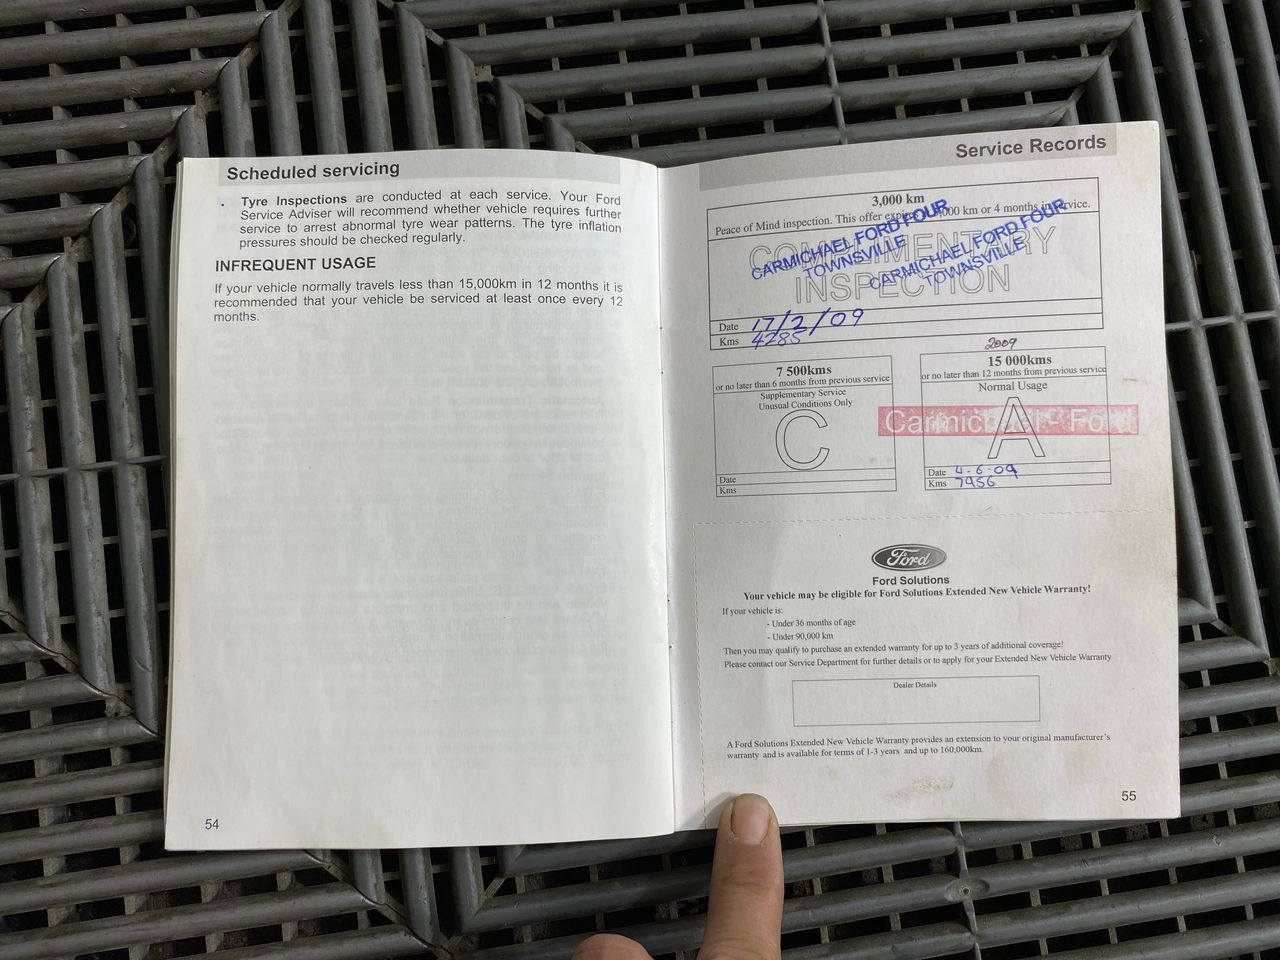 Scheduled servicing
. Tyre Inspections are conducted at each service. Your Ford
Service Adviser will recommend whether vehicle requires further
service to arrest abnormal tyre wear patterns. The tyre inflation
pressures should be checked regularly.
INFREQUENT USAGE
If your vehicle normally travels less than 15,000km in 12 months it is
recommended that your vehicle be serviced at least once every 12
months.
54
Service Records
3,000 km
Peace of Mind inspection. This offer km or 4 months in service.
COMPLIMENTARY
INSPECTION
CARMICHAEL FORD FOUR
TOWNSVILLE
CARMICHAEL FORD FOUR
TOWNSVILLE
Date 17/2/09
Kms 4285
7 500kms
or no later than 6 months from previous service
Supplementary Service
Unusual Conditions Only
C
Date
Kms
2009
15 000kms
or no later than 12 months from previous service
Normal Usage
A
Carmichael - Ford
Date 4-6-09
Kms 7956
Ford
Ford Solutions
Your vehicle may be eligible for Ford Solutions Extended New Vehicle Warranty!
If your vehicle is:
- Under 36 months of age
- Under 90,000 km
Then you may qualify to purchase an extended warranty for up to 3 years of additional coverage!
Please contact our Service Department for further details or to apply for your Extended New Vehicle Warranty
Dealer Details
A Ford Solutions Extended New Vehicle Warranty provides an extension to your original manufacturer's
warranty and is available for terms of 1-3 years and up to 160,000km.
55